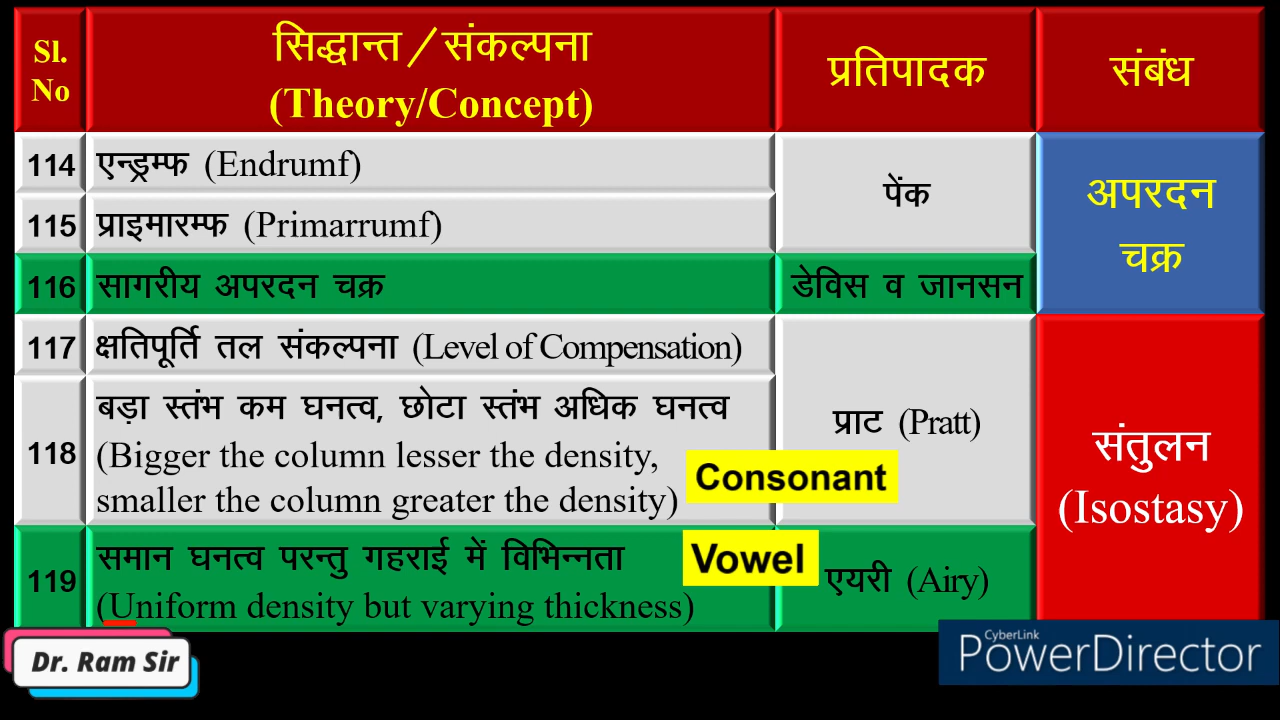 Sl.
No
सिद्धान्त/संकल्पना
(Theory/Concept)
प्रतिपादक
संबंध
114
एन्ड्रम्फ (Endrumf)
पेंक
अपरदन
चक्र
115
प्राइमारम्फ (Primarrumf)
116
सागरीय अपरदन चक्र
डेविस व जानसन
117
क्षतिपूर्ति तल संकल्पना (Level of Compensation)
प्राट (Pratt)
संतुलन
(Isostasy)
118
बड़ा स्तंभ कम घनत्व, छोटा स्तंभ अधिक घनत्व
(Bigger the column lesser the density,
smaller the column greater the density)
Consonant
119
समान घनत्व परन्तु गहराई में विभिन्नता
(Uniform density but varying thickness)
Vowel
एयरी (Airy)
Dr. Ram Sir
CyberLink
PowerDirector